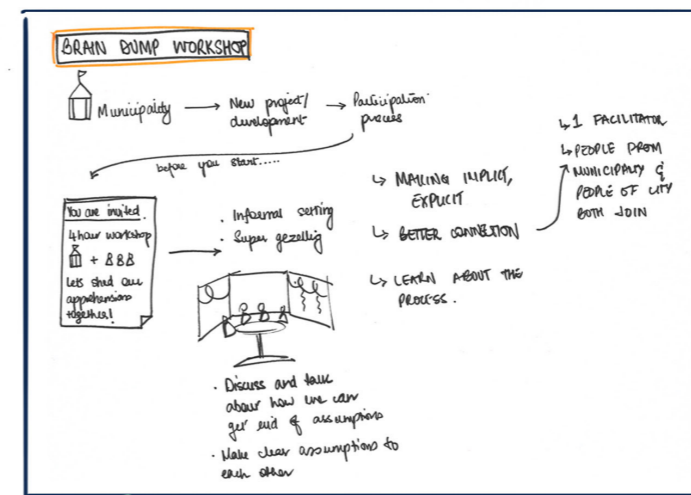 BRAIN DUMP WORKSHOP
Municipality → New project/
development → Participation
process
before you start.....
You are invited
4 hour workshop
+
Lets shed our
apprehensions
together!
· Informal setting
· Super gezellig
· Discuss and talk
about how we can
get rid of assumptions
· Make clear assumptions to
each other
↳ MAKING IMPLICT,
EXPLICIT
↳ BETTER CONNECTION
↳ LEARN ABOUT THE
PROCESS.
↳ 1 FACILITATOR
↳ PEOPLE FROM
MUNICIPALITY &
PEOPLE OF CITY
BOTH JOIN